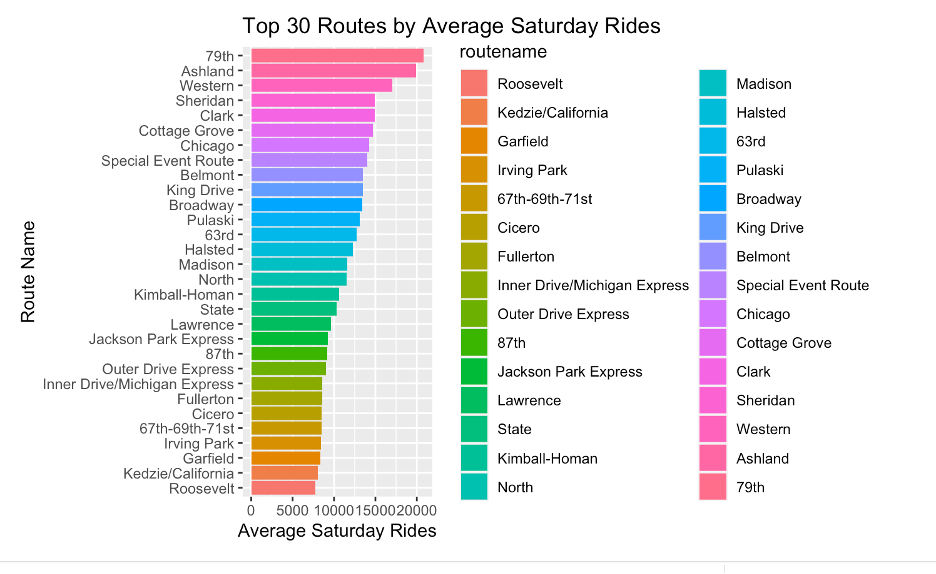 Top 30 Routes by Average Saturday Rides
Route Name
79th
Ashland
Western
Sheridan
Clark
Cottage Grove
Chicago
Special Event Route
Belmont
King Drive
Broadway
Pulaski
63rd
Halsted
Madison
North
Kimball-Homan
State
Lawrence
Jackson Park Express
87th
Outer Drive Express
Inner Drive/Michigan Express
Fullerton
Cicero
67th-69th-71st
Irving Park
Garfield
Kedzie/California
Roosevelt
0 5000 10000 15000 20000
Average Saturday Rides
routename
Roosevelt
Kedzie/California
Garfield
Irving Park
67th-69th-71st
Cicero
Fullerton
Inner Drive/Michigan Express
Outer Drive Express
87th
Jackson Park Express
Lawrence
State
Kimball-Homan
North
Madison
Halsted
63rd
Pulaski
Broadway
King Drive
Belmont
Special Event Route
Chicago
Cottage Grove
Clark
Sheridan
Western
Ashland
79th